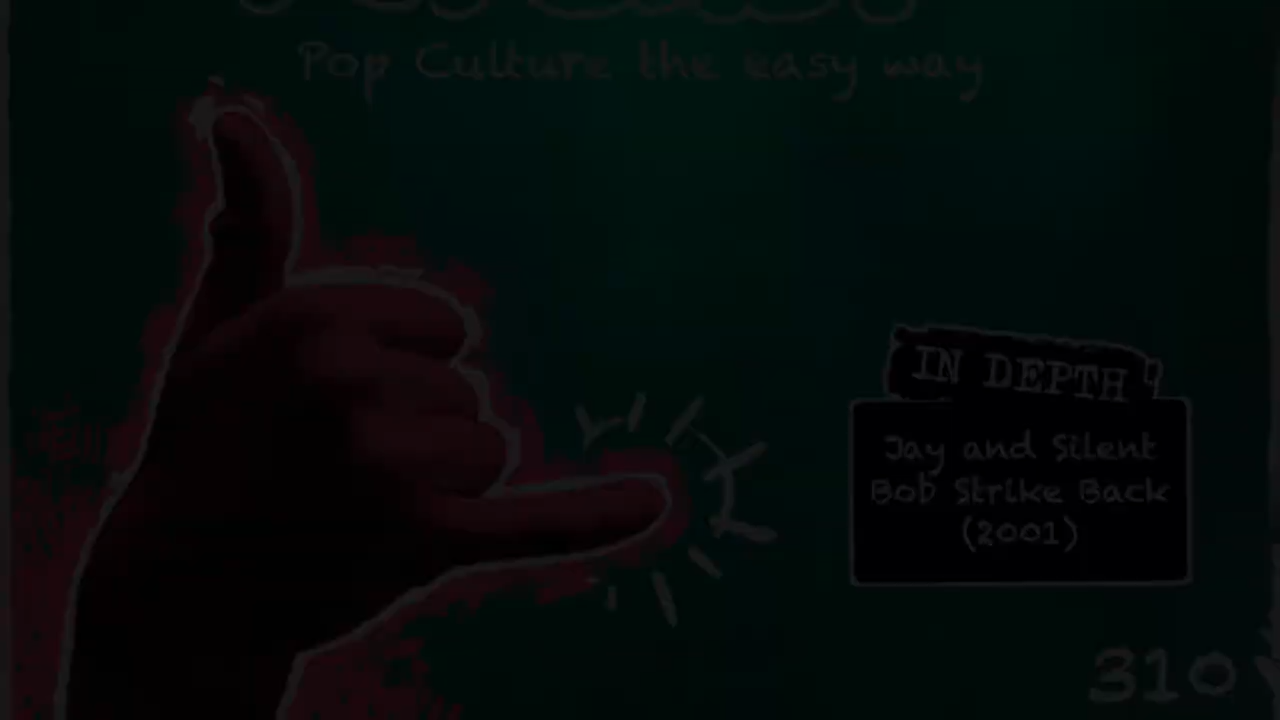 Pop Culture the easy way
IN DEPTH
Jay and Silent
Bob Strike Back
(2001)
310